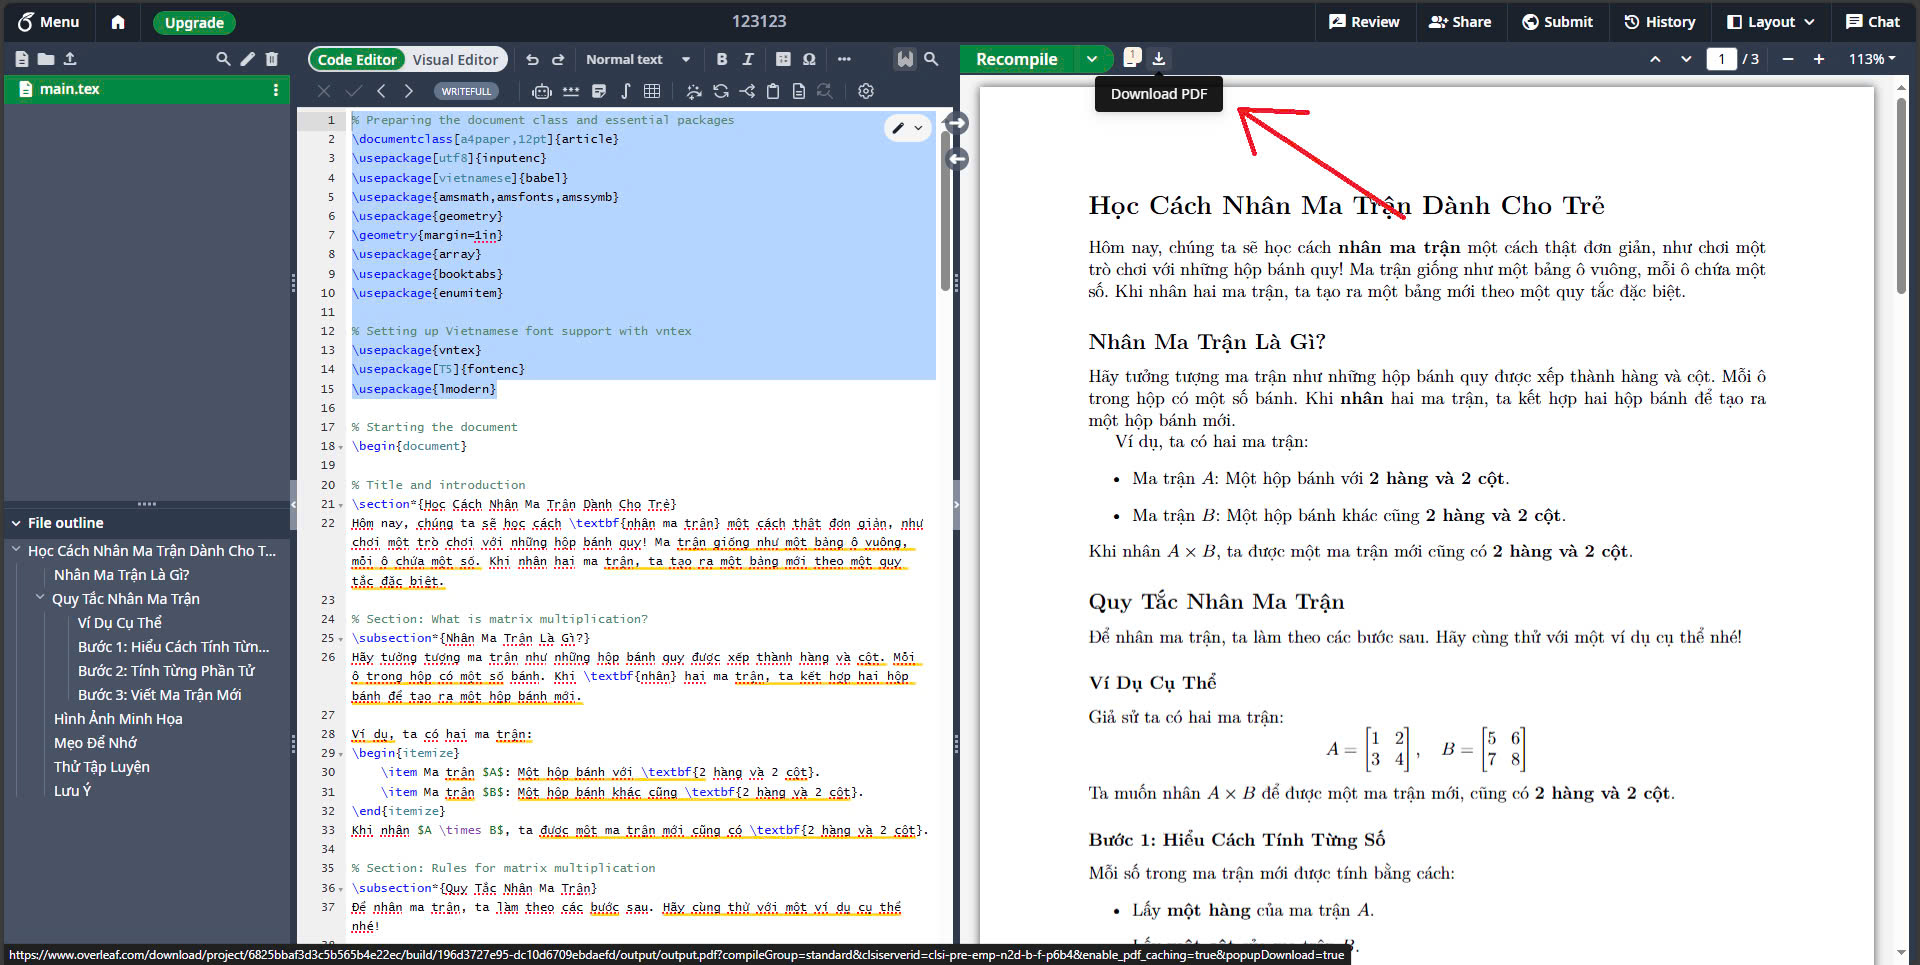 Menu
Upgrade
123123
Review
Share
Submit
History
Layout
Chat
main.tex
File outline
Học Cách Nhân Ma Trận Dành Cho T...
Nhân Ma Trận Là Gì?
Quy Tắc Nhân Ma Trận
Ví Dụ Cụ Thể
Bước 1: Hiểu Cách Tính Từn...
Bước 2: Tính Từng Phần Tử
Bước 3: Viết Ma Trận Mới
Hình Ảnh Minh Họa
Mẹo Để Nhớ
Thử Tập Luyện
Lưu Ý
Code Editor Visual Editor
Normal text
B I Ω
WRITEFULL
1 % Preparing the document class and essential packages
2 \documentclass[a4paper,12pt]{article}
3 \usepackage[utf8]{inputenc}
4 \usepackage[vietnamese]{babel}
5 \usepackage{amsmath,amsfonts,amssymb}
6 \usepackage{geometry}
7 \geometry{margin=1in}
8 \usepackage{array}
9 \usepackage{booktabs}
10 \usepackage{enumitem}
11
12 % Setting up Vietnamese font support with vntex
13 \usepackage{vntex}
14 \usepackage[T5]{fontenc}
15 \usepackage{lmodern}
16
17 % Starting the document
18 \begin{document}
19
20 % Title and introduction
21 \section*{Học Cách Nhân Ma Trận Dành Cho Trẻ}
22 Hôm nay, chúng ta sẽ học cách \textbf{nhân ma trận} một cách thật đơn giản, như
chơi một trò chơi với những hộp bánh quy! Ma trận giống như một bảng ô vuông,
mỗi ô chứa một số. Khi nhân hai ma trận, ta tạo ra một bảng mới theo một quy
tắc đặc biệt.
23
24 % Section: What is matrix multiplication?
25 \subsection*{Nhân Ma Trận Là Gì?}
26 Hãy tưởng tượng ma trận như những hộp bánh quy được xếp thành hàng và cột. Mỗi
ô trong hộp có một số bánh. Khi \textbf{nhân} hai ma trận, ta kết hợp hai hộp
bánh để tạo ra một hộp bánh mới.
27
28 Ví dụ, ta có hai ma trận:
29 \begin{itemize}
30 \item Ma trận $A$: Một hộp bánh với \textbf{2 hàng và 2 cột}.
31 \item Ma trận $B$: Một hộp bánh khác cũng \textbf{2 hàng và 2 cột}.
32 \end{itemize}
33 Khi nhân $A \times B$, ta được một ma trận mới cũng có \textbf{2 hàng và 2 cột}.
34
35 % Section: Rules for matrix multiplication
36 \subsection*{Quy Tắc Nhân Ma Trận}
37 Để nhân ma trận, ta làm theo các bước sau. Hãy cùng thử với một ví dụ cụ thể
nhé!
Recompile
1
1 / 3
113%
Download PDF
Học Cách Nhân Ma Trận Dành Cho Trẻ
Hôm nay, chúng ta sẽ học cách nhân ma trận một cách thật đơn giản, như chơi một
trò chơi với những hộp bánh quy! Ma trận giống như một bảng ô vuông, mỗi ô chứa một
số. Khi nhân hai ma trận, ta tạo ra một bảng mới theo một quy tắc đặc biệt.
Nhân Ma Trận Là Gì?
Hãy tưởng tượng ma trận như những hộp bánh quy được xếp thành hàng và cột. Mỗi ô
trong hộp có một số bánh. Khi nhân hai ma trận, ta kết hợp hai hộp bánh để tạo ra
một hộp bánh mới.
Ví dụ, ta có hai ma trận:
• Ma trận A: Một hộp bánh với 2 hàng và 2 cột.
• Ma trận B: Một hộp bánh khác cũng 2 hàng và 2 cột.
Khi nhân A × B, ta được một ma trận mới cũng có 2 hàng và 2 cột.
Quy Tắc Nhân Ma Trận
Để nhân ma trận, ta làm theo các bước sau. Hãy cùng thử với một ví dụ cụ thể nhé!
Ví Dụ Cụ Thể
Giả sử ta có hai ma trận:
A = [1 2
3 4], B = [5 6
7 8]
Ta muốn nhân A × B để được một ma trận mới, cũng có 2 hàng và 2 cột.
Bước 1: Hiểu Cách Tính Từng Số
Mỗi số trong ma trận mới được tính bằng cách:
• Lấy một hàng của ma trận A.
https://www.overleaf.com/download/project/6825bbaf3d3c5b565b4e22ec/build/196d3727e95-dc10d6709ebdaefd/output/output.pdf?compileGroup=standard&clsiserverid=clsi-pre-emp-n2d-b-f-p6b4&enable_pdf_caching=true&popupDownload=true